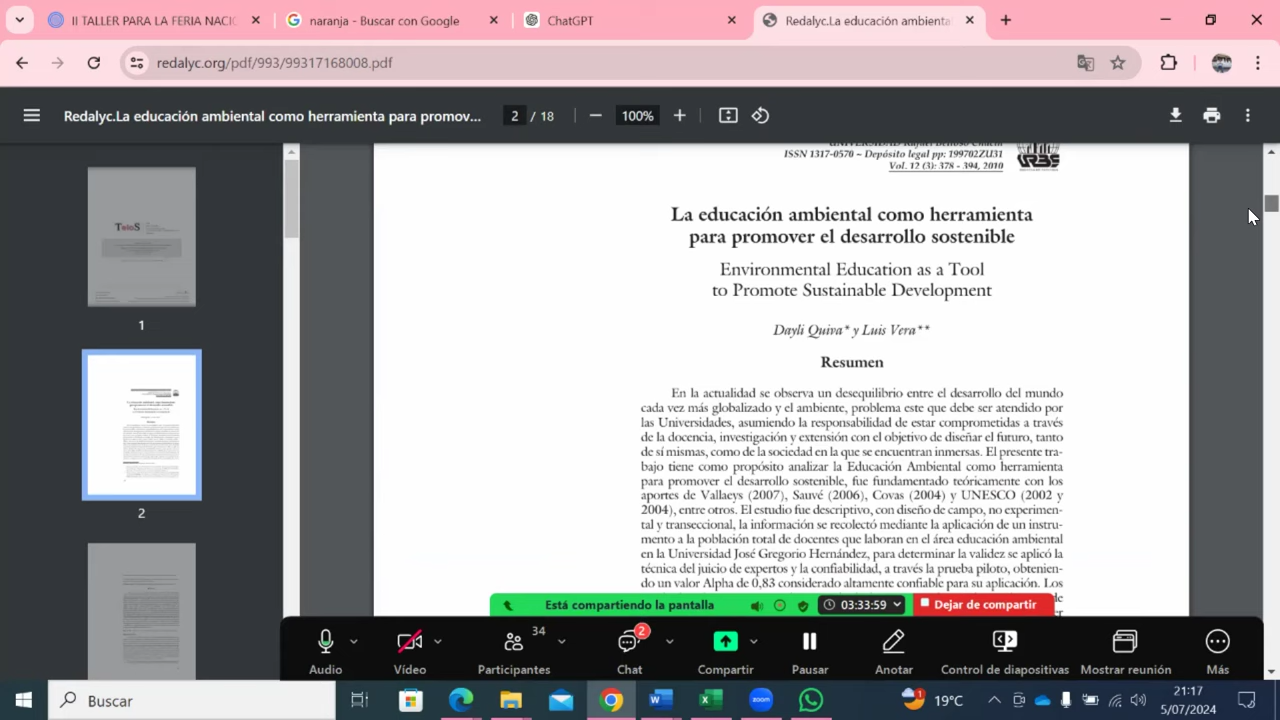 II TALLER PARA LA FERIA NACIO
naranja - Buscar con Google
ChatGPT
Redalyc.La educación ambienta
redalyc.org/pdf/993/99317168008.pdf
Redalyc.La educación ambiental como herramienta para promov...
2 / 18
100%
ISSN 1317-0570 ~ Depósito legal pp: 199702ZU31
Vol. 12 (3): 378 - 394, 2010
URBE
La educación ambiental como herramienta
para promover el desarrollo sostenible
Environmental Education as a Tool
to Promote Sustainable Development
Dayli Quiva* y Luis Vera**
Resumen
En la actualidad se observa un desequilibrio entre el desarrollo del mundo
cada vez más globalizado y el ambiente, problema este que debe ser atendido por
las Universidades, asumiendo la responsabilidad de estar comprometidas a través
de la docencia, investigación y extensión con el objetivo de diseñar el futuro, tanto
de sí mismas, como de la sociedad en la que se encuentran inmersas. El presente tra-
bajo tiene como propósito analizar la Educación Ambiental como herramienta
para promover el desarrollo sostenible, fue fundamentado teóricamente con los
aportes de Vallaeys (2007), Sauvé (2006), Covas (2004) y UNESCO (2002 y
2004), entre otros. El estudio fue descriptivo, con diseño de campo, no experimen-
tal y transeccional, la información se recolectó mediante la aplicación de un instru-
mento a la población total de docentes que laboran en el área educación ambiental
en la Universidad José Gregorio Hernández, para determinar la validez se aplicó la
técnica del juicio de expertos y la confiabilidad, a través la prueba piloto, obtenien-
do un valor Alpha de 0,83 considerado altamente confiable para su aplicación. Los
de
TeloS
1
2
Está compartiendo la pantalla
03:33:59
Dejar de compartir
34
2
Audio
Vídeo
Participantes
Chat
Compartir
Pausar
Anotar
Control de diapositivas
Mostrar reunión
Más
Buscar
zoom
1
19°C
21:17
5/07/2024